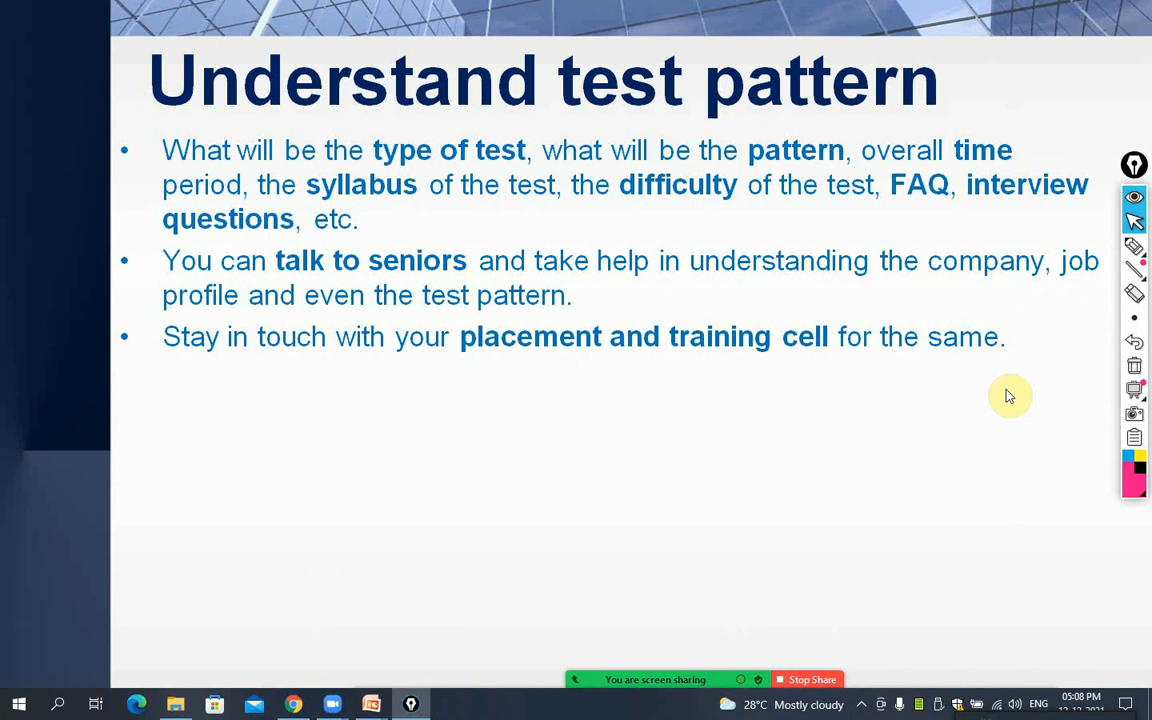 Understand test pattern
• What will be the type of test, what will be the pattern, overall time
period, the syllabus of the test, the difficulty of the test, FAQ, interview
questions, etc.
• You can talk to seniors and take help in understanding the company, job
profile and even the test pattern.
• Stay in touch with your placement and training cell for the same.
You are screen sharing
Stop Share
28°C Mostly cloudy
ENG
05:08 PM